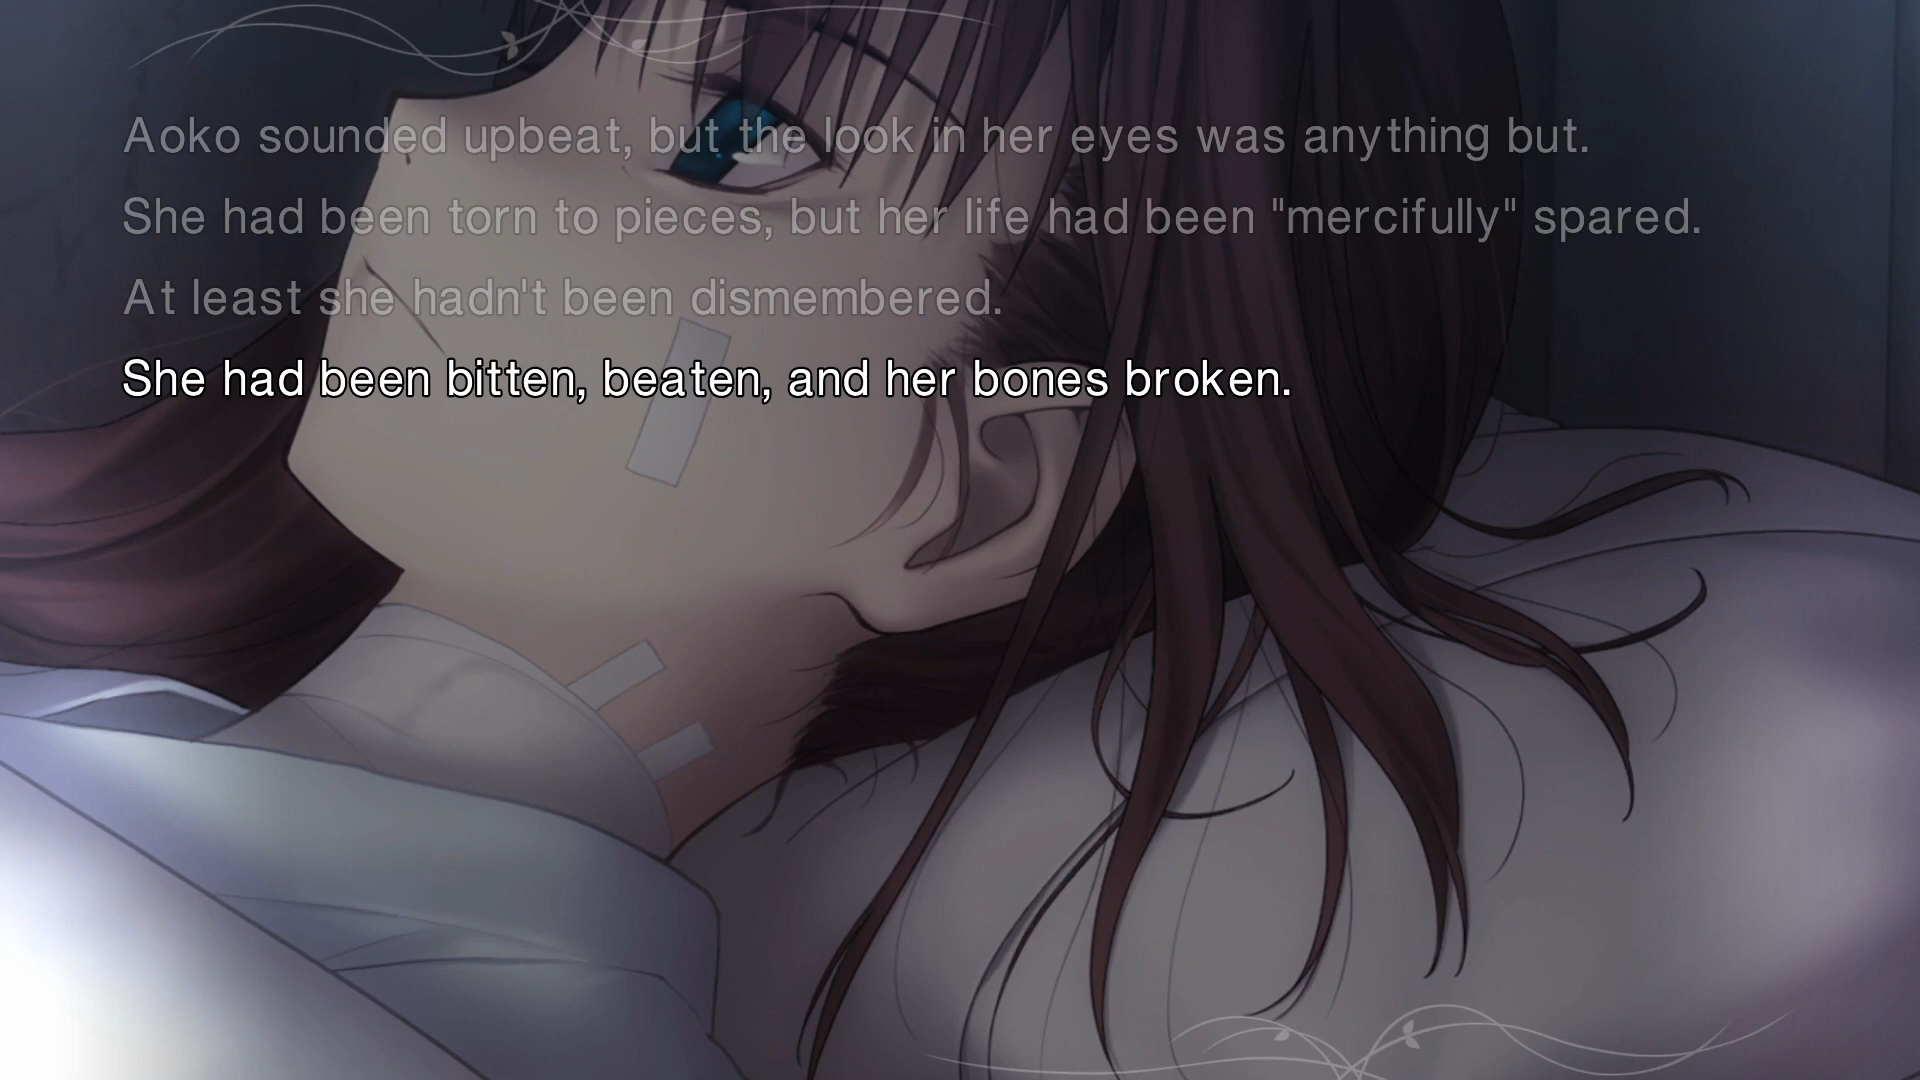 Aoko sounded upbeat, but the look in her eyes was anything but.
She had been torn to pieces, but her life had been "mercifully" spared.
At least she hadn't been dismembered.
She had been bitten, beaten, and her bones broken.